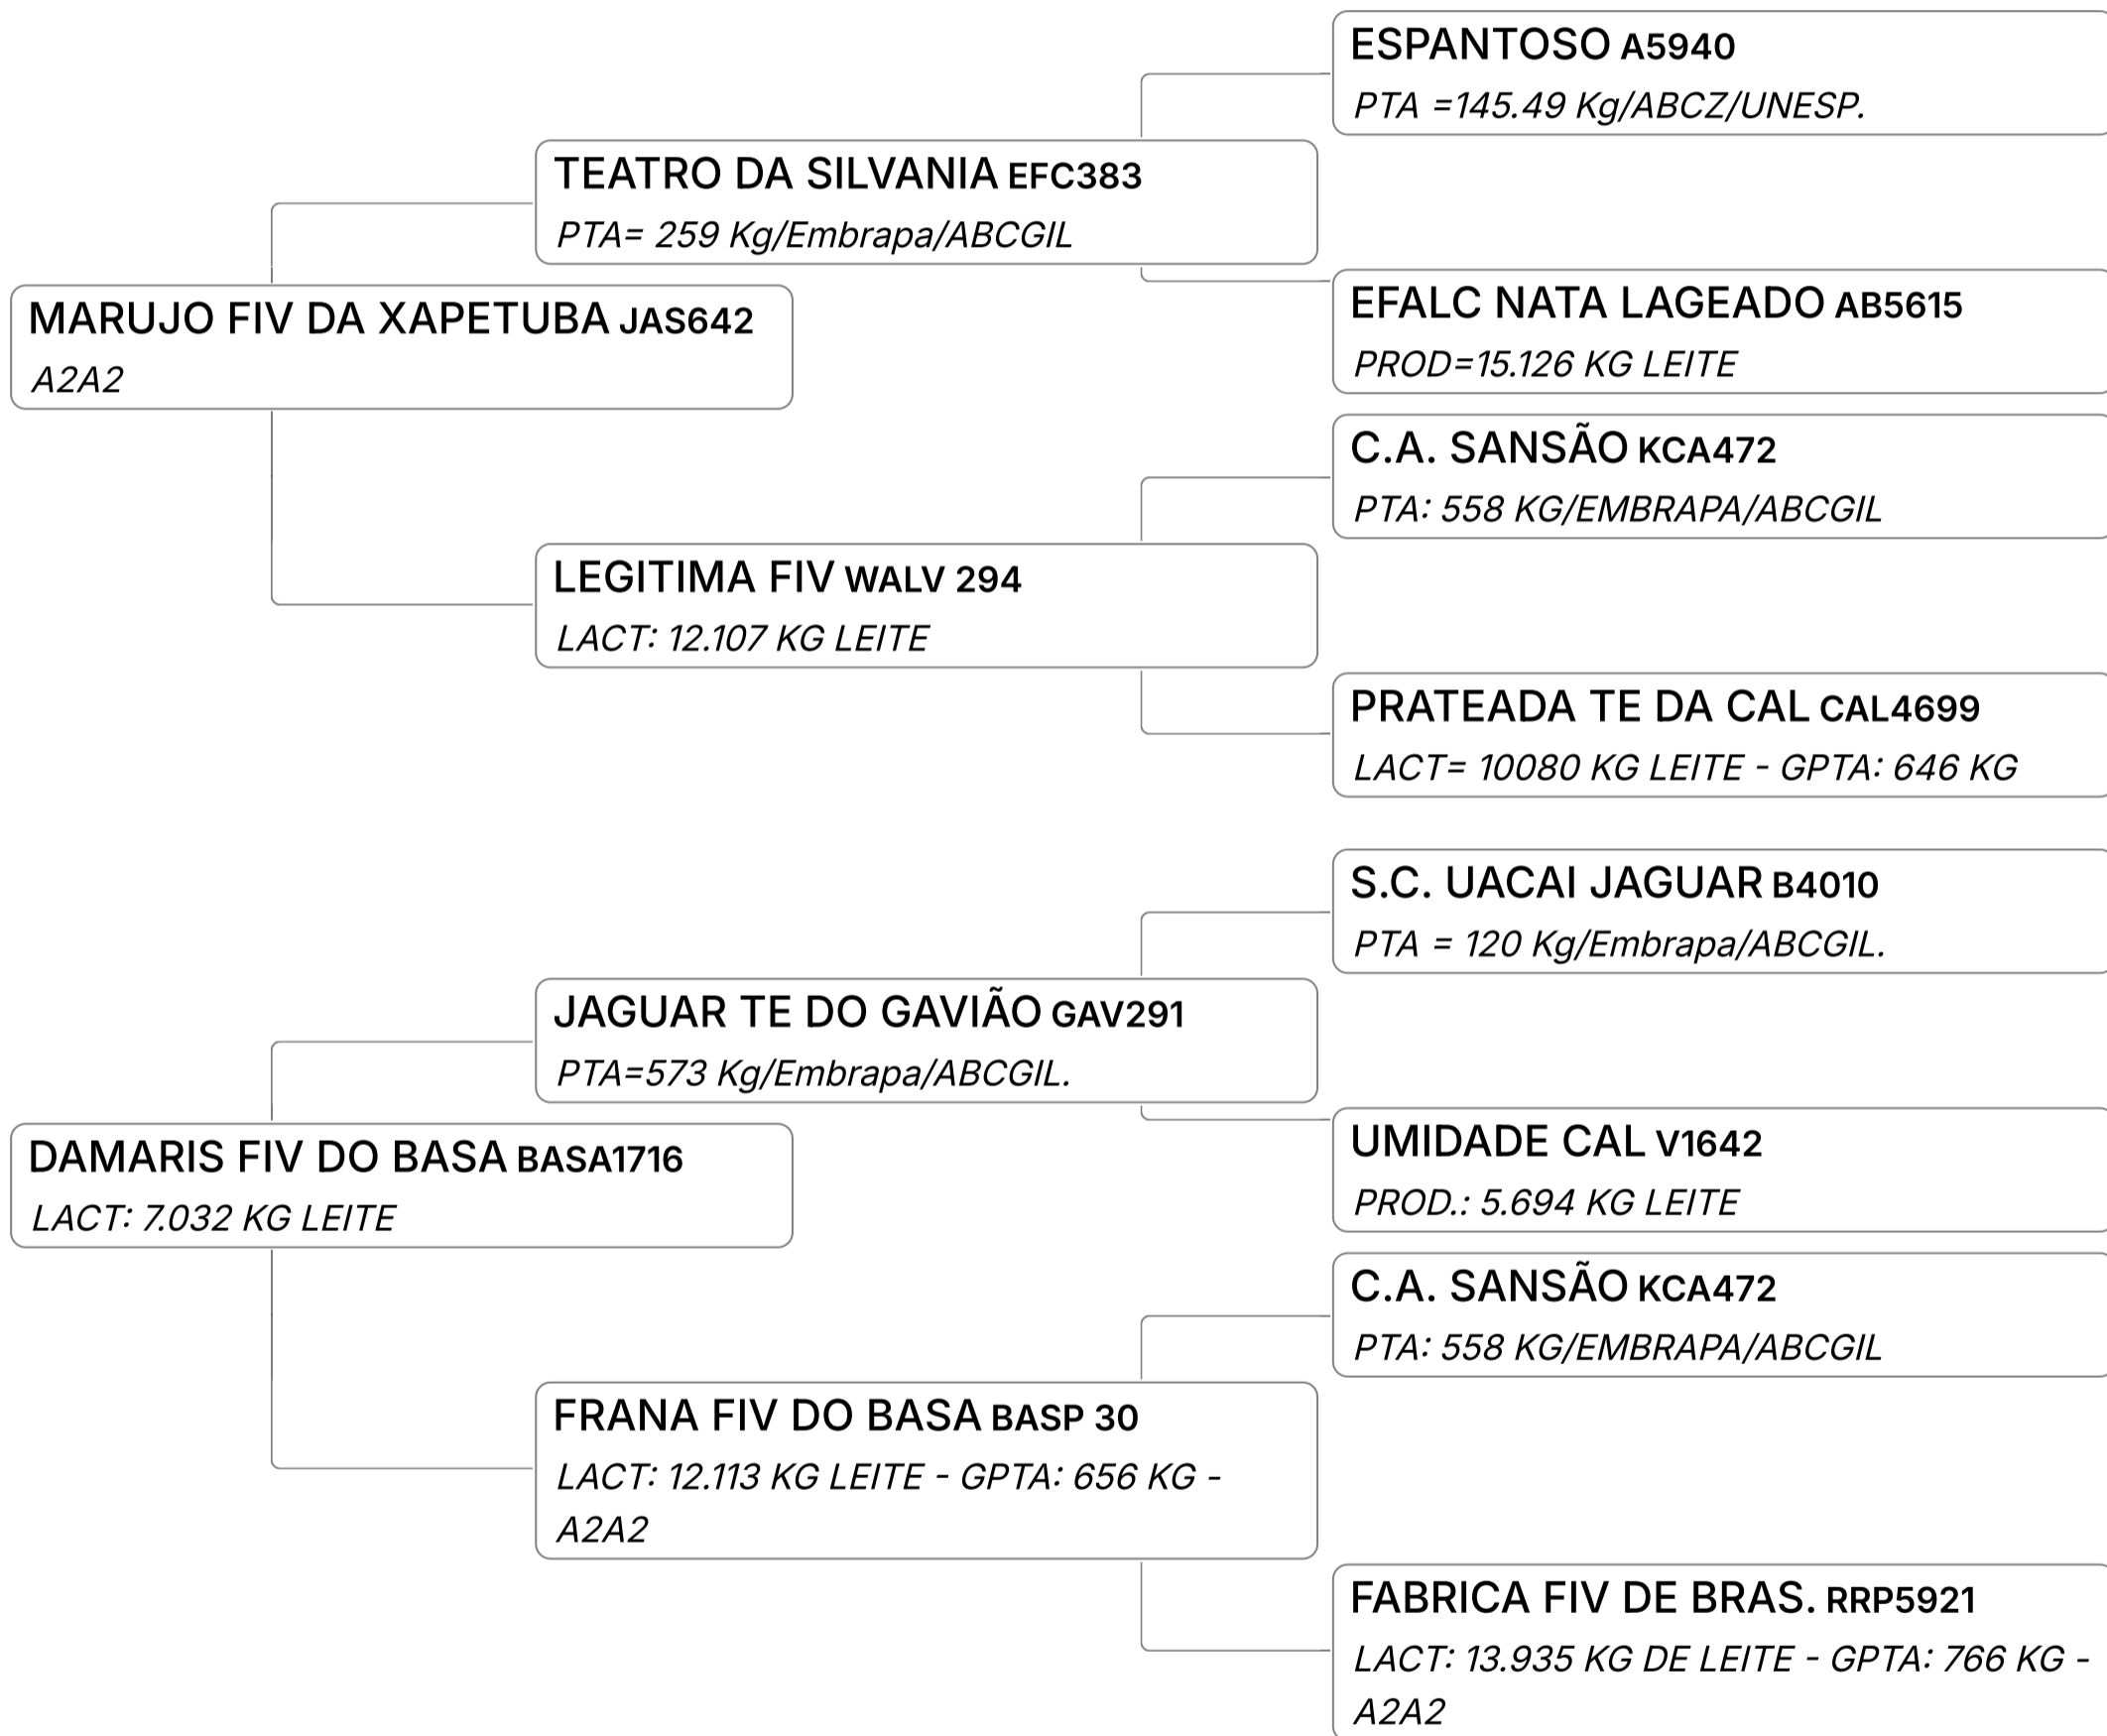 ESPANTOSO A5940
PTA =145.49 Kg/ABCZ/UNESP.
TEATRO DA SILVANIA EFC383
PTA= 259 Kg/Embrapa/ABCGIL
EFALC NATA LAGEADO AB5615
PROD=15.126 KG LEITE
MARUJO FIV DA XAPETUBA JAS642
A2A2
C.A. SANSÃO KCA472
PTA: 558 KG/EMBRAPA/ABCGIL
LEGITIMA FIV WALV 294
LACT: 12.107 KG LEITE
PRATEADA TE DA CAL CAL4699
LACT= 10080 KG LEITE - GPTA: 646 KG
S.C. UACAI JAGUAR B4010
PTA = 120 Kg/Embrapa/ABCGIL.
JAGUAR TE DO GAVIÃO GAV291
PTA=573 Kg/Embrapa/ABCGIL.
UMIDADE CAL V1642
PROD.: 5.694 KG LEITE
DAMARIS FIV DO BASA BASA1716
LACT: 7.032 KG LEITE
C.A. SANSÃO KCA472
PTA: 558 KG/EMBRAPA/ABCGIL
FRANA FIV DO BASA BASP 30
LACT: 12.113 KG LEITE - GPTA: 656 KG -
A2A2
FABRICA FIV DE BRAS. RRP5921
LACT: 13.935 KG DE LEITE - GPTA: 766 KG -
A2A2